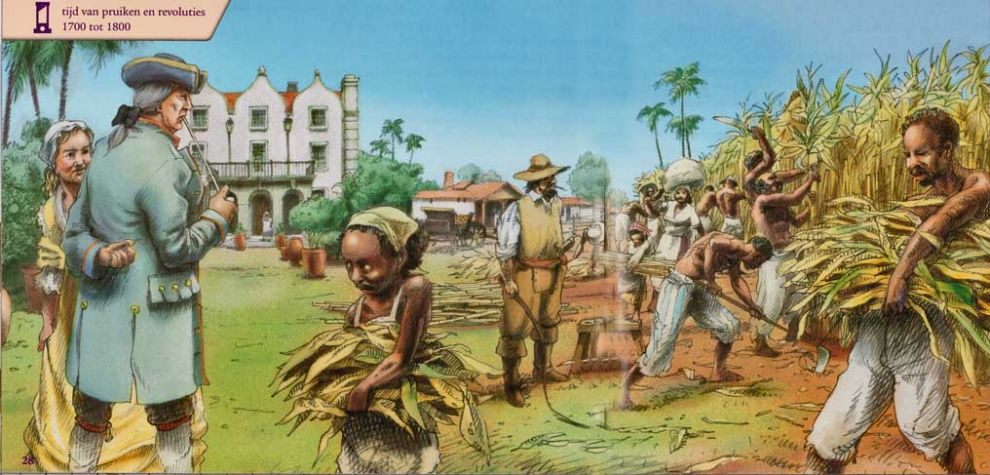 tijd van pruiken en revoluties
1700 tot 1800
28